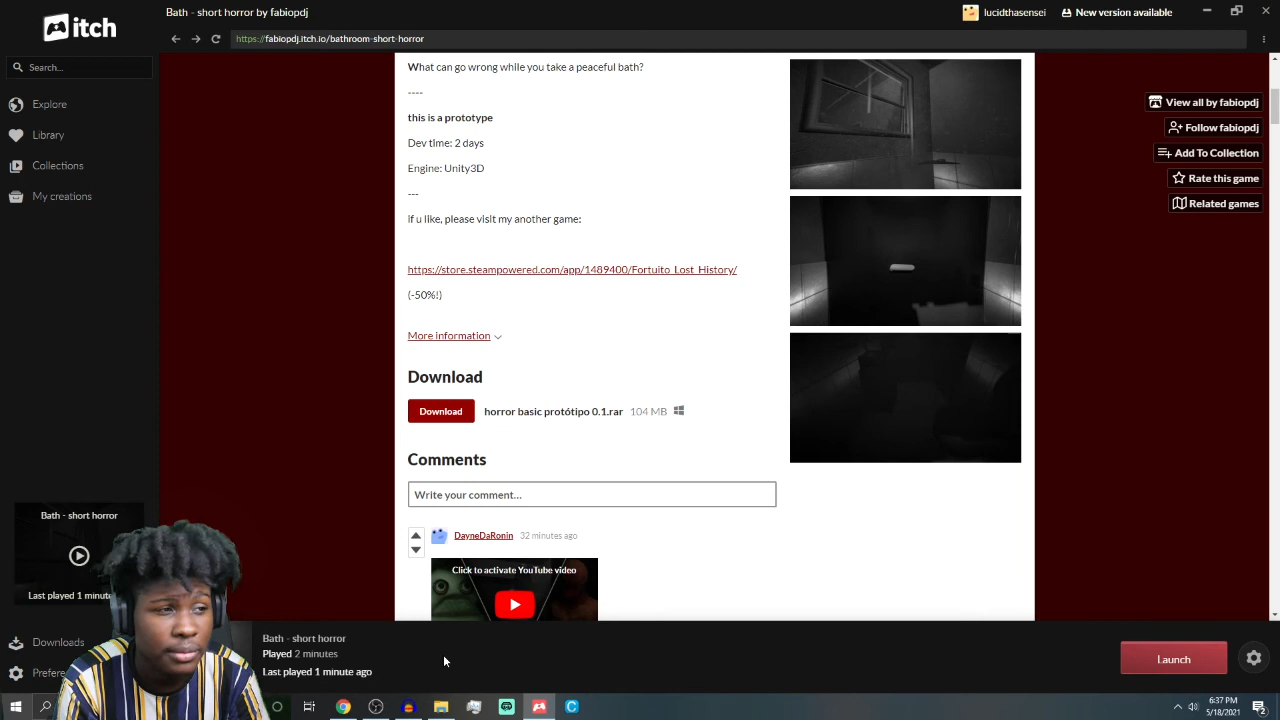 itch
Bath - short horror by fabiopdj
lucidhasensei
New version available
https://fabiopdj.itch.io/bathroom-short-horror
Search...
Explore
Library
Collections
My creations
What can go wrong while you take a peaceful bath?
----
this is a prototype
Dev time: 2 days
Engine: Unity3D
---
if u like, please visit my another game:
https://store.steampowered.com/app/1489400/Fortuito_Lost_History/
(-50%!)
More information
Download
Download horror basic protótipo 0.1.rar 104 MB
Comments
Write your comment...
DayneDaRonin 32 minutes ago
Click to activate YouTube video
View all by fabiopdj
Follow fabiopdj
Add To Collection
Rate this game
Related games
Bath - short horror
Last played 1 minute
Downloads
Bath - short horror
Played 2 minutes
Last played 1 minute ago
Launch
6:37 PM
5/18/2021
2